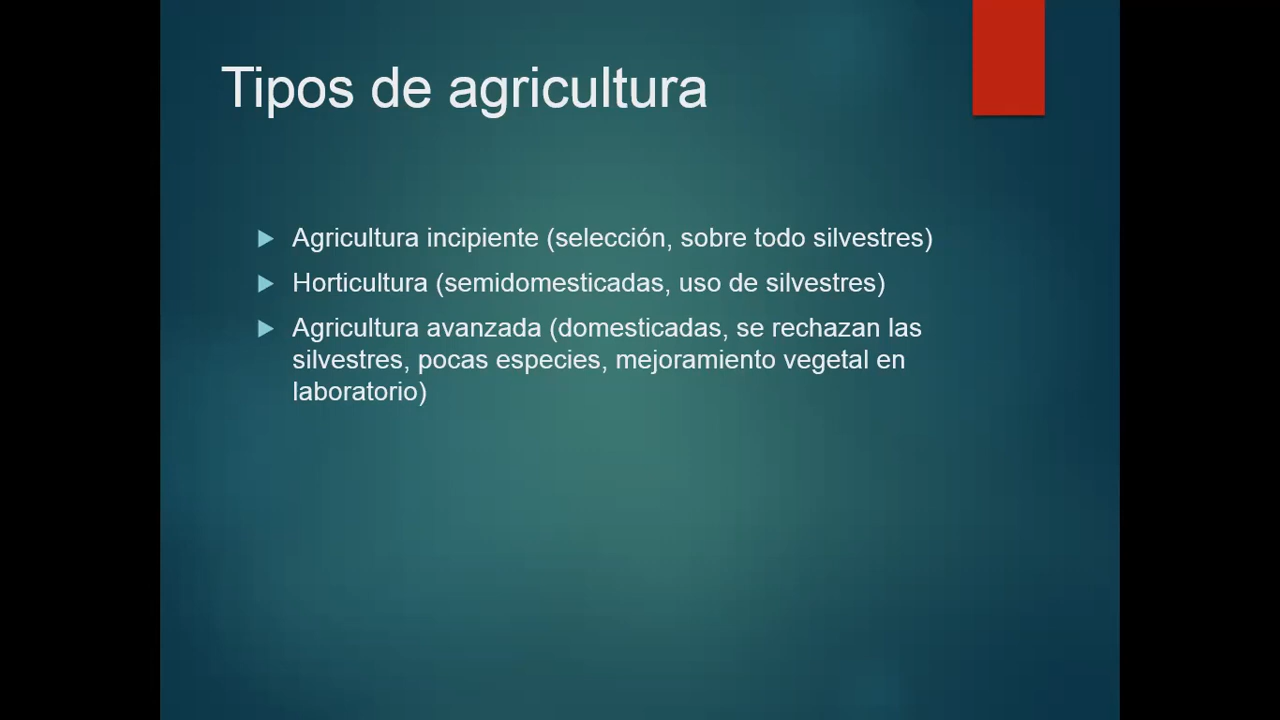 Tipos de agricultura
Agricultura incipiente (selección, sobre todo silvestres)
Horticultura (semidomesticadas, uso de silvestres)
Agricultura avanzada (domesticadas, se rechazan las
silvestres, pocas especies, mejoramiento vegetal en
laboratorio)